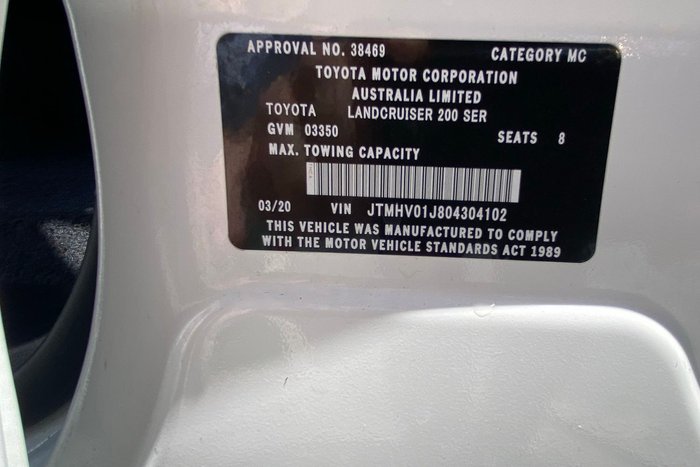 APPROVAL NO. 38469 CATEGORY MC
TOYOTA MOTOR CORPORATION
AUSTRALIA LIMITED
TOYOTA LANDCRUISER 200 SER
GVM 03350 SEATS 8
MAX. TOWING CAPACITY
03/20 VIN JTMHV01J804304102
THIS VEHICLE WAS MANUFACTURED TO COMPLY
WITH THE MOTOR VEHICLE STANDARDS ACT 1989